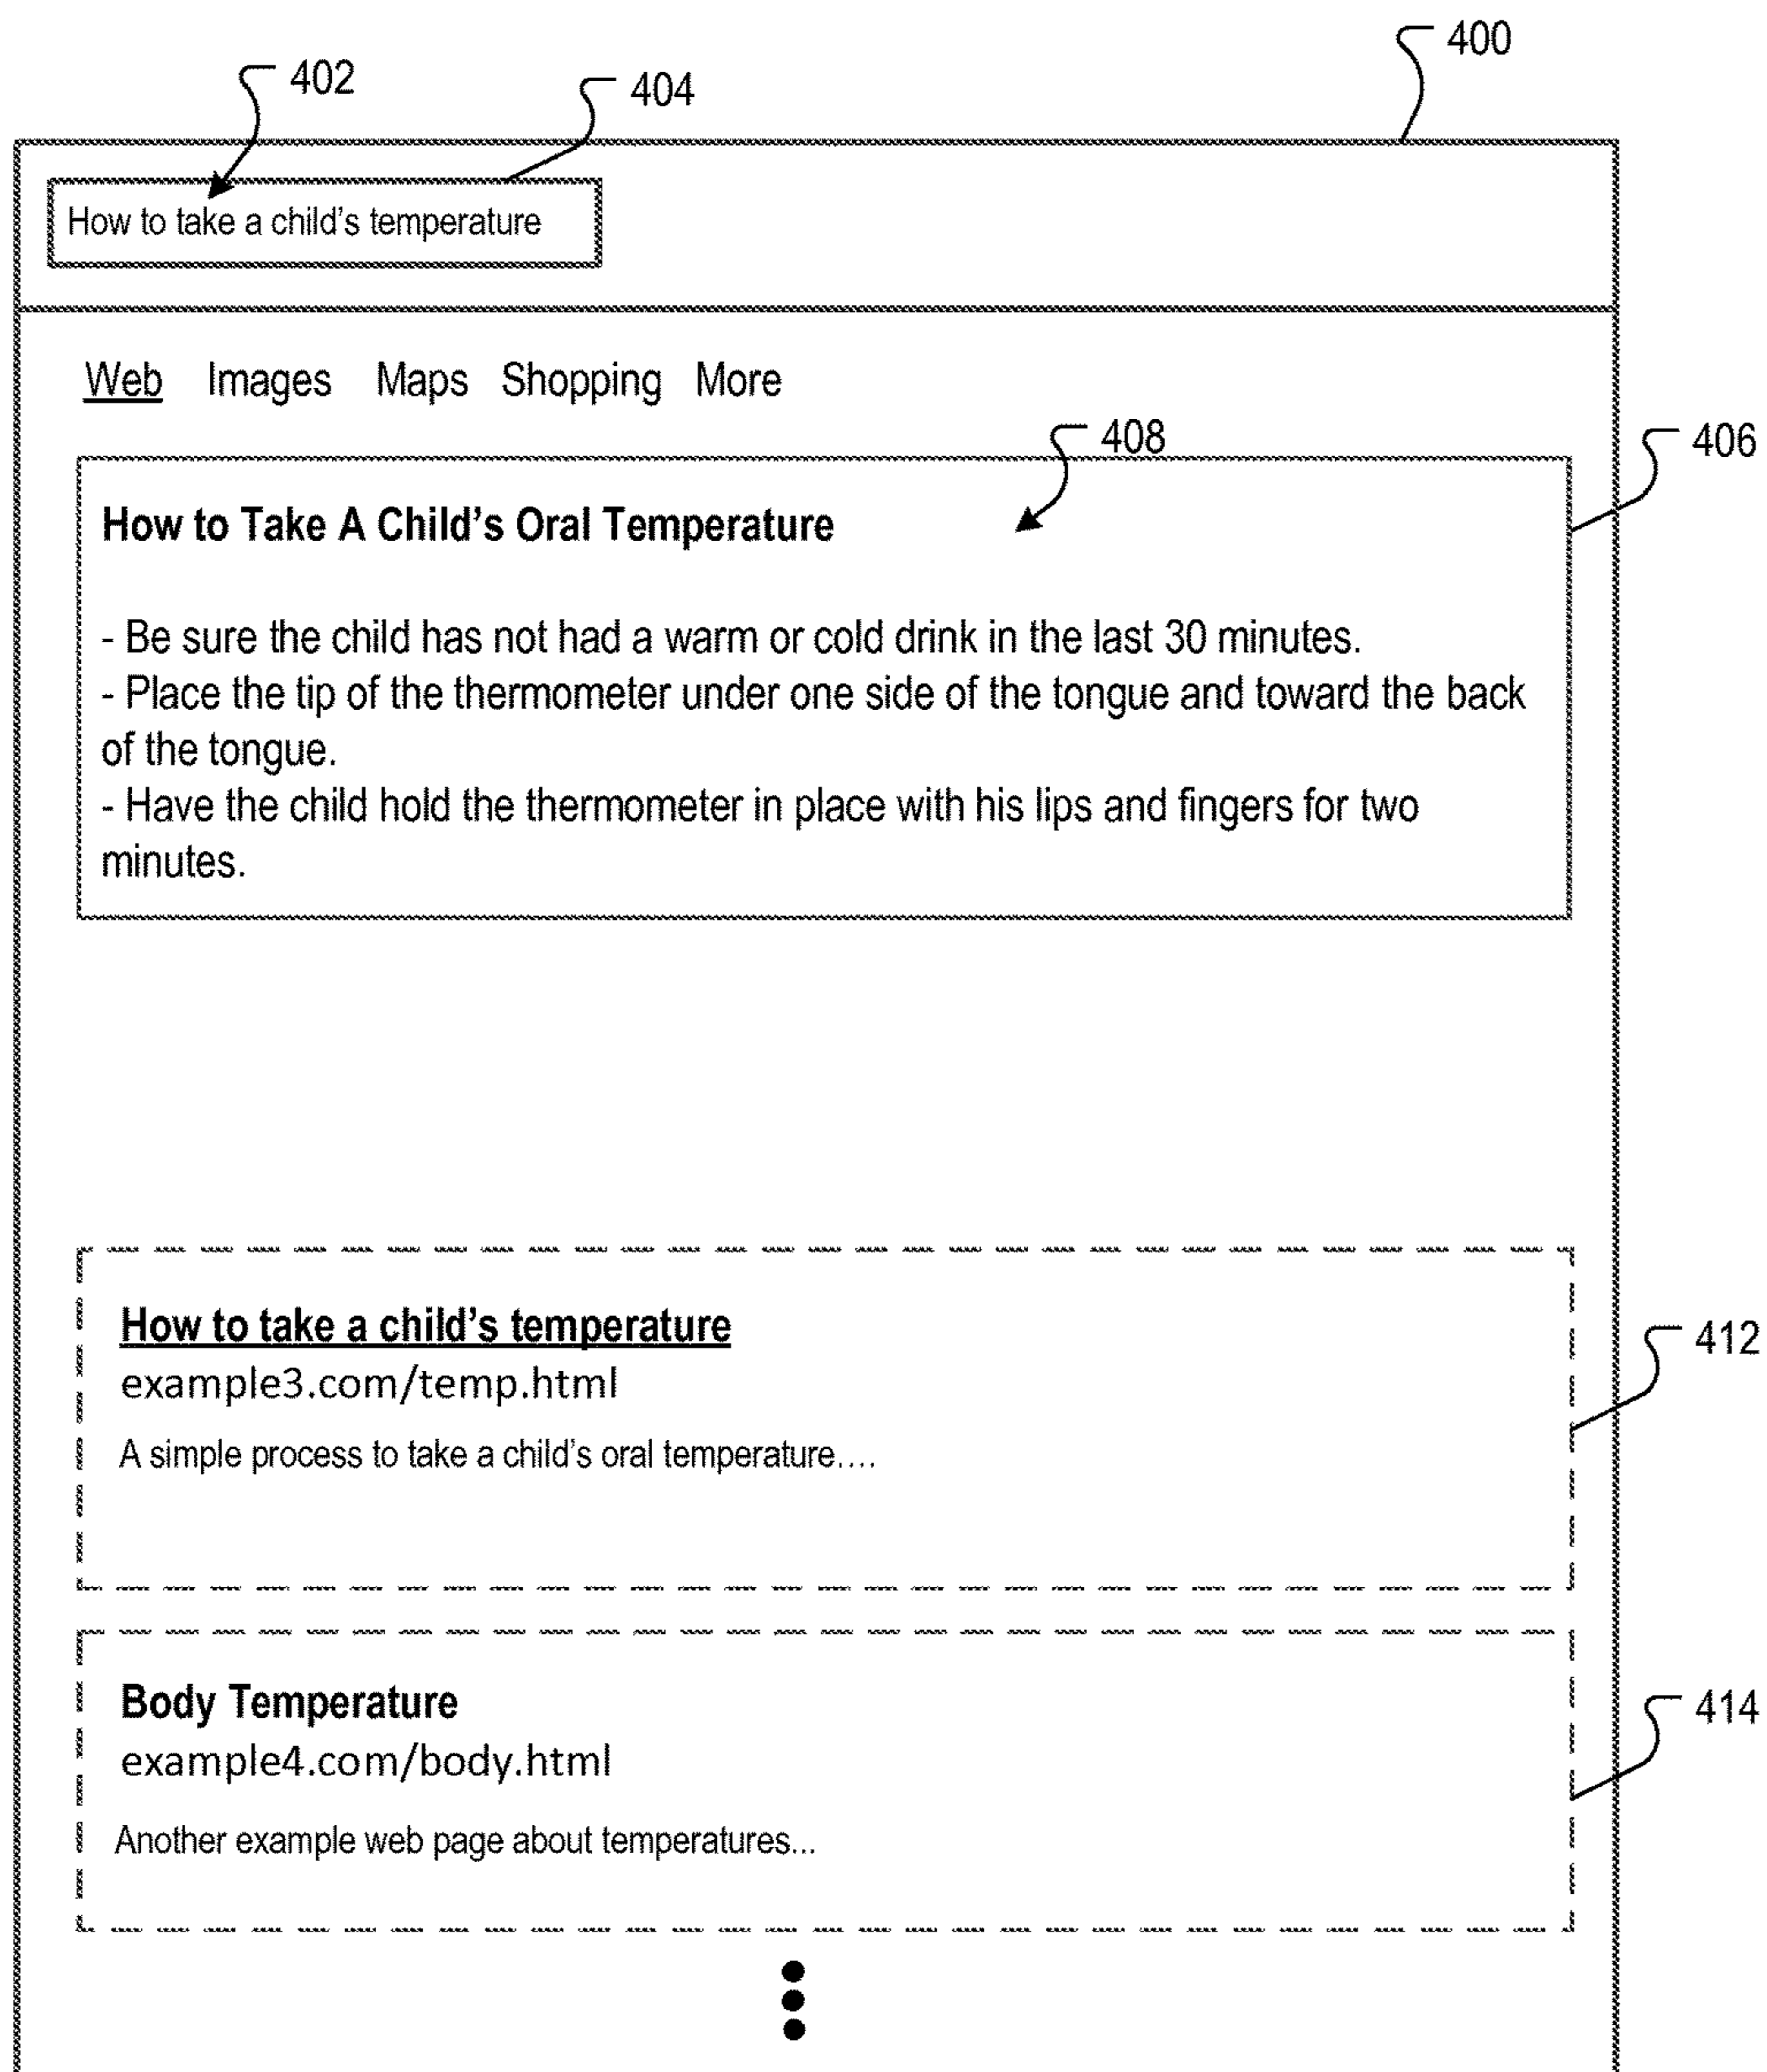 400
402
404
How to take a child's temperature
Web Images Maps Shopping More
408
406
How to Take A Child's Oral Temperature
- Be sure the child has not had a warm or cold drink in the last 30 minutes.
- Place the tip of the thermometer under one side of the tongue and toward the back
of the tongue.
- Have the child hold the thermometer in place with his lips and fingers for two
minutes.
How to take a child's temperature
412
example3.com/temp.html
A simple process to take a child's oral temperature....
Body Temperature
414
example4.com/body.html
Another example web page about temperatures...